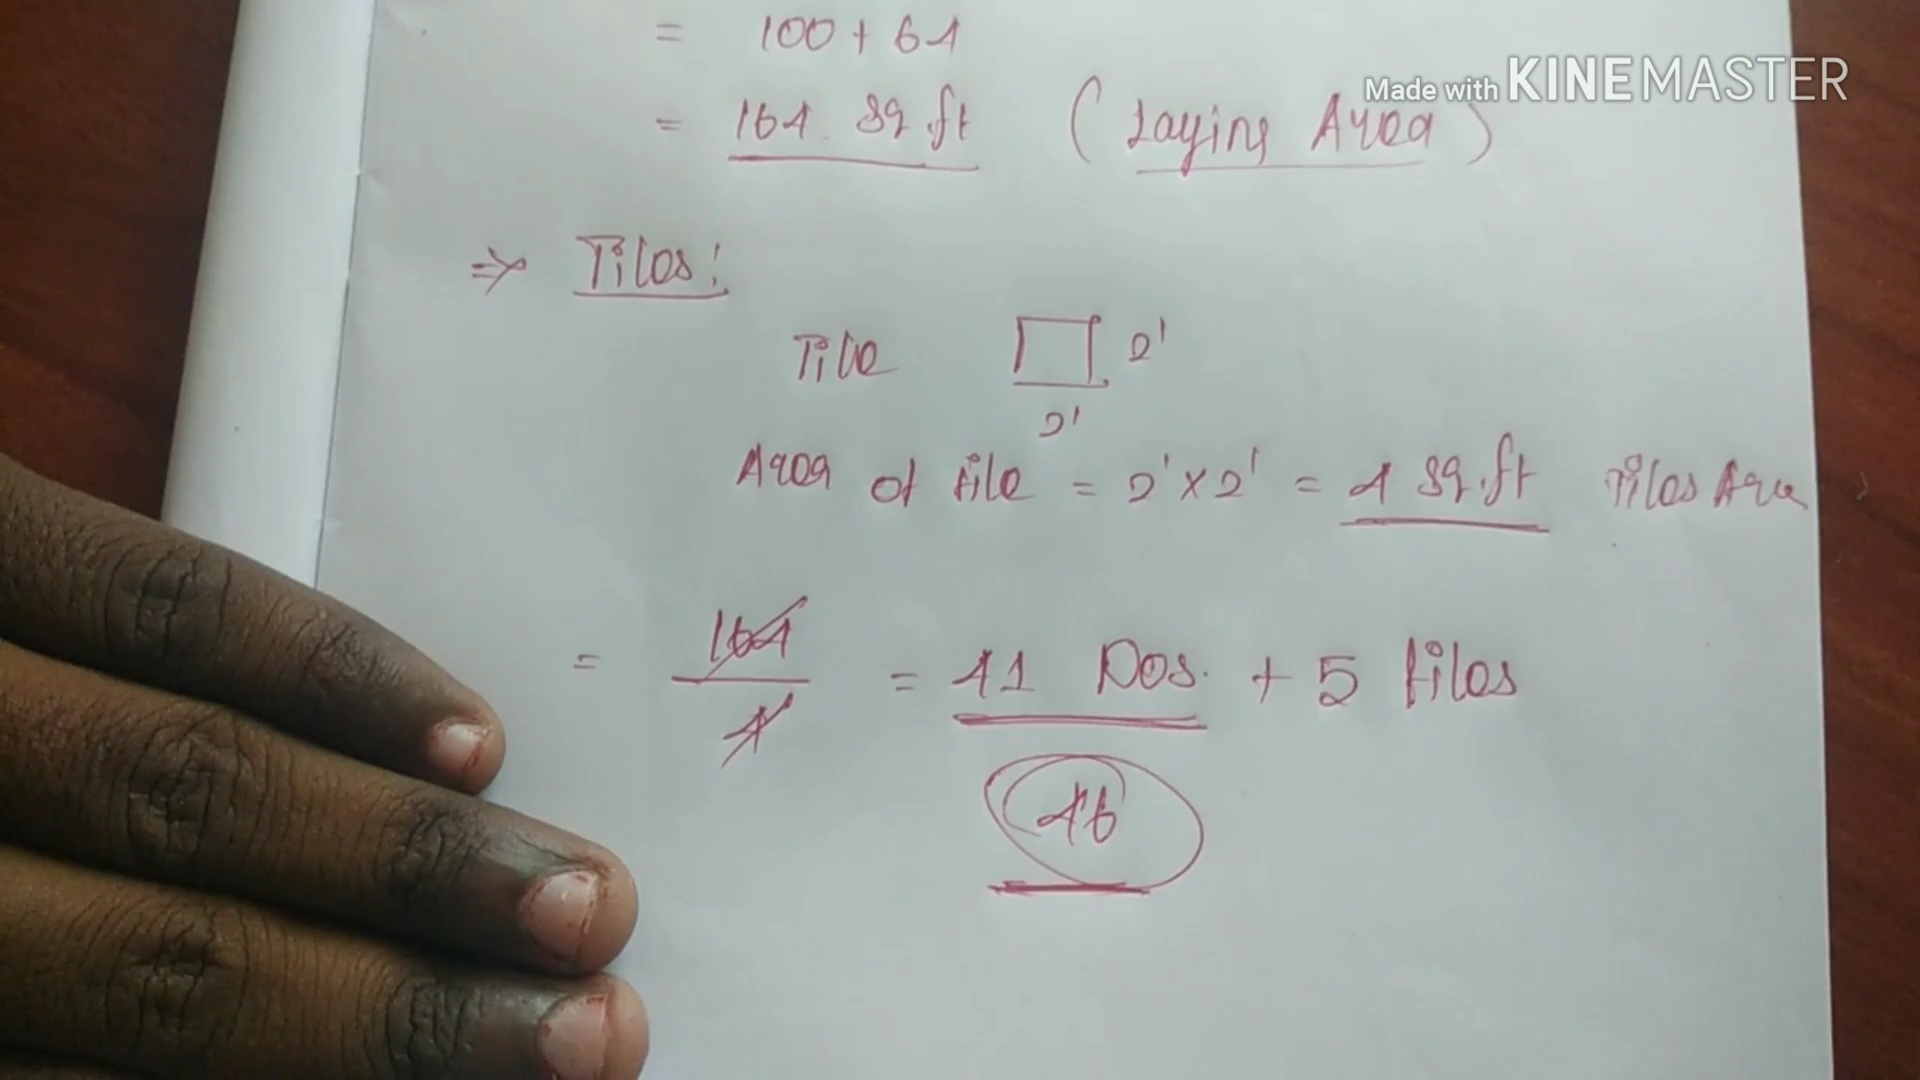 = 100 + 64
Made with KINEMASTER
= 164 sq.ft (Laying Area)
⇒ Tiles:
Tile 2'
2'
Area of tile = 2' × 2' = 4 sq.ft Tiles Area
= 164 / 4 = 41 Nos. + 5 tiles
46